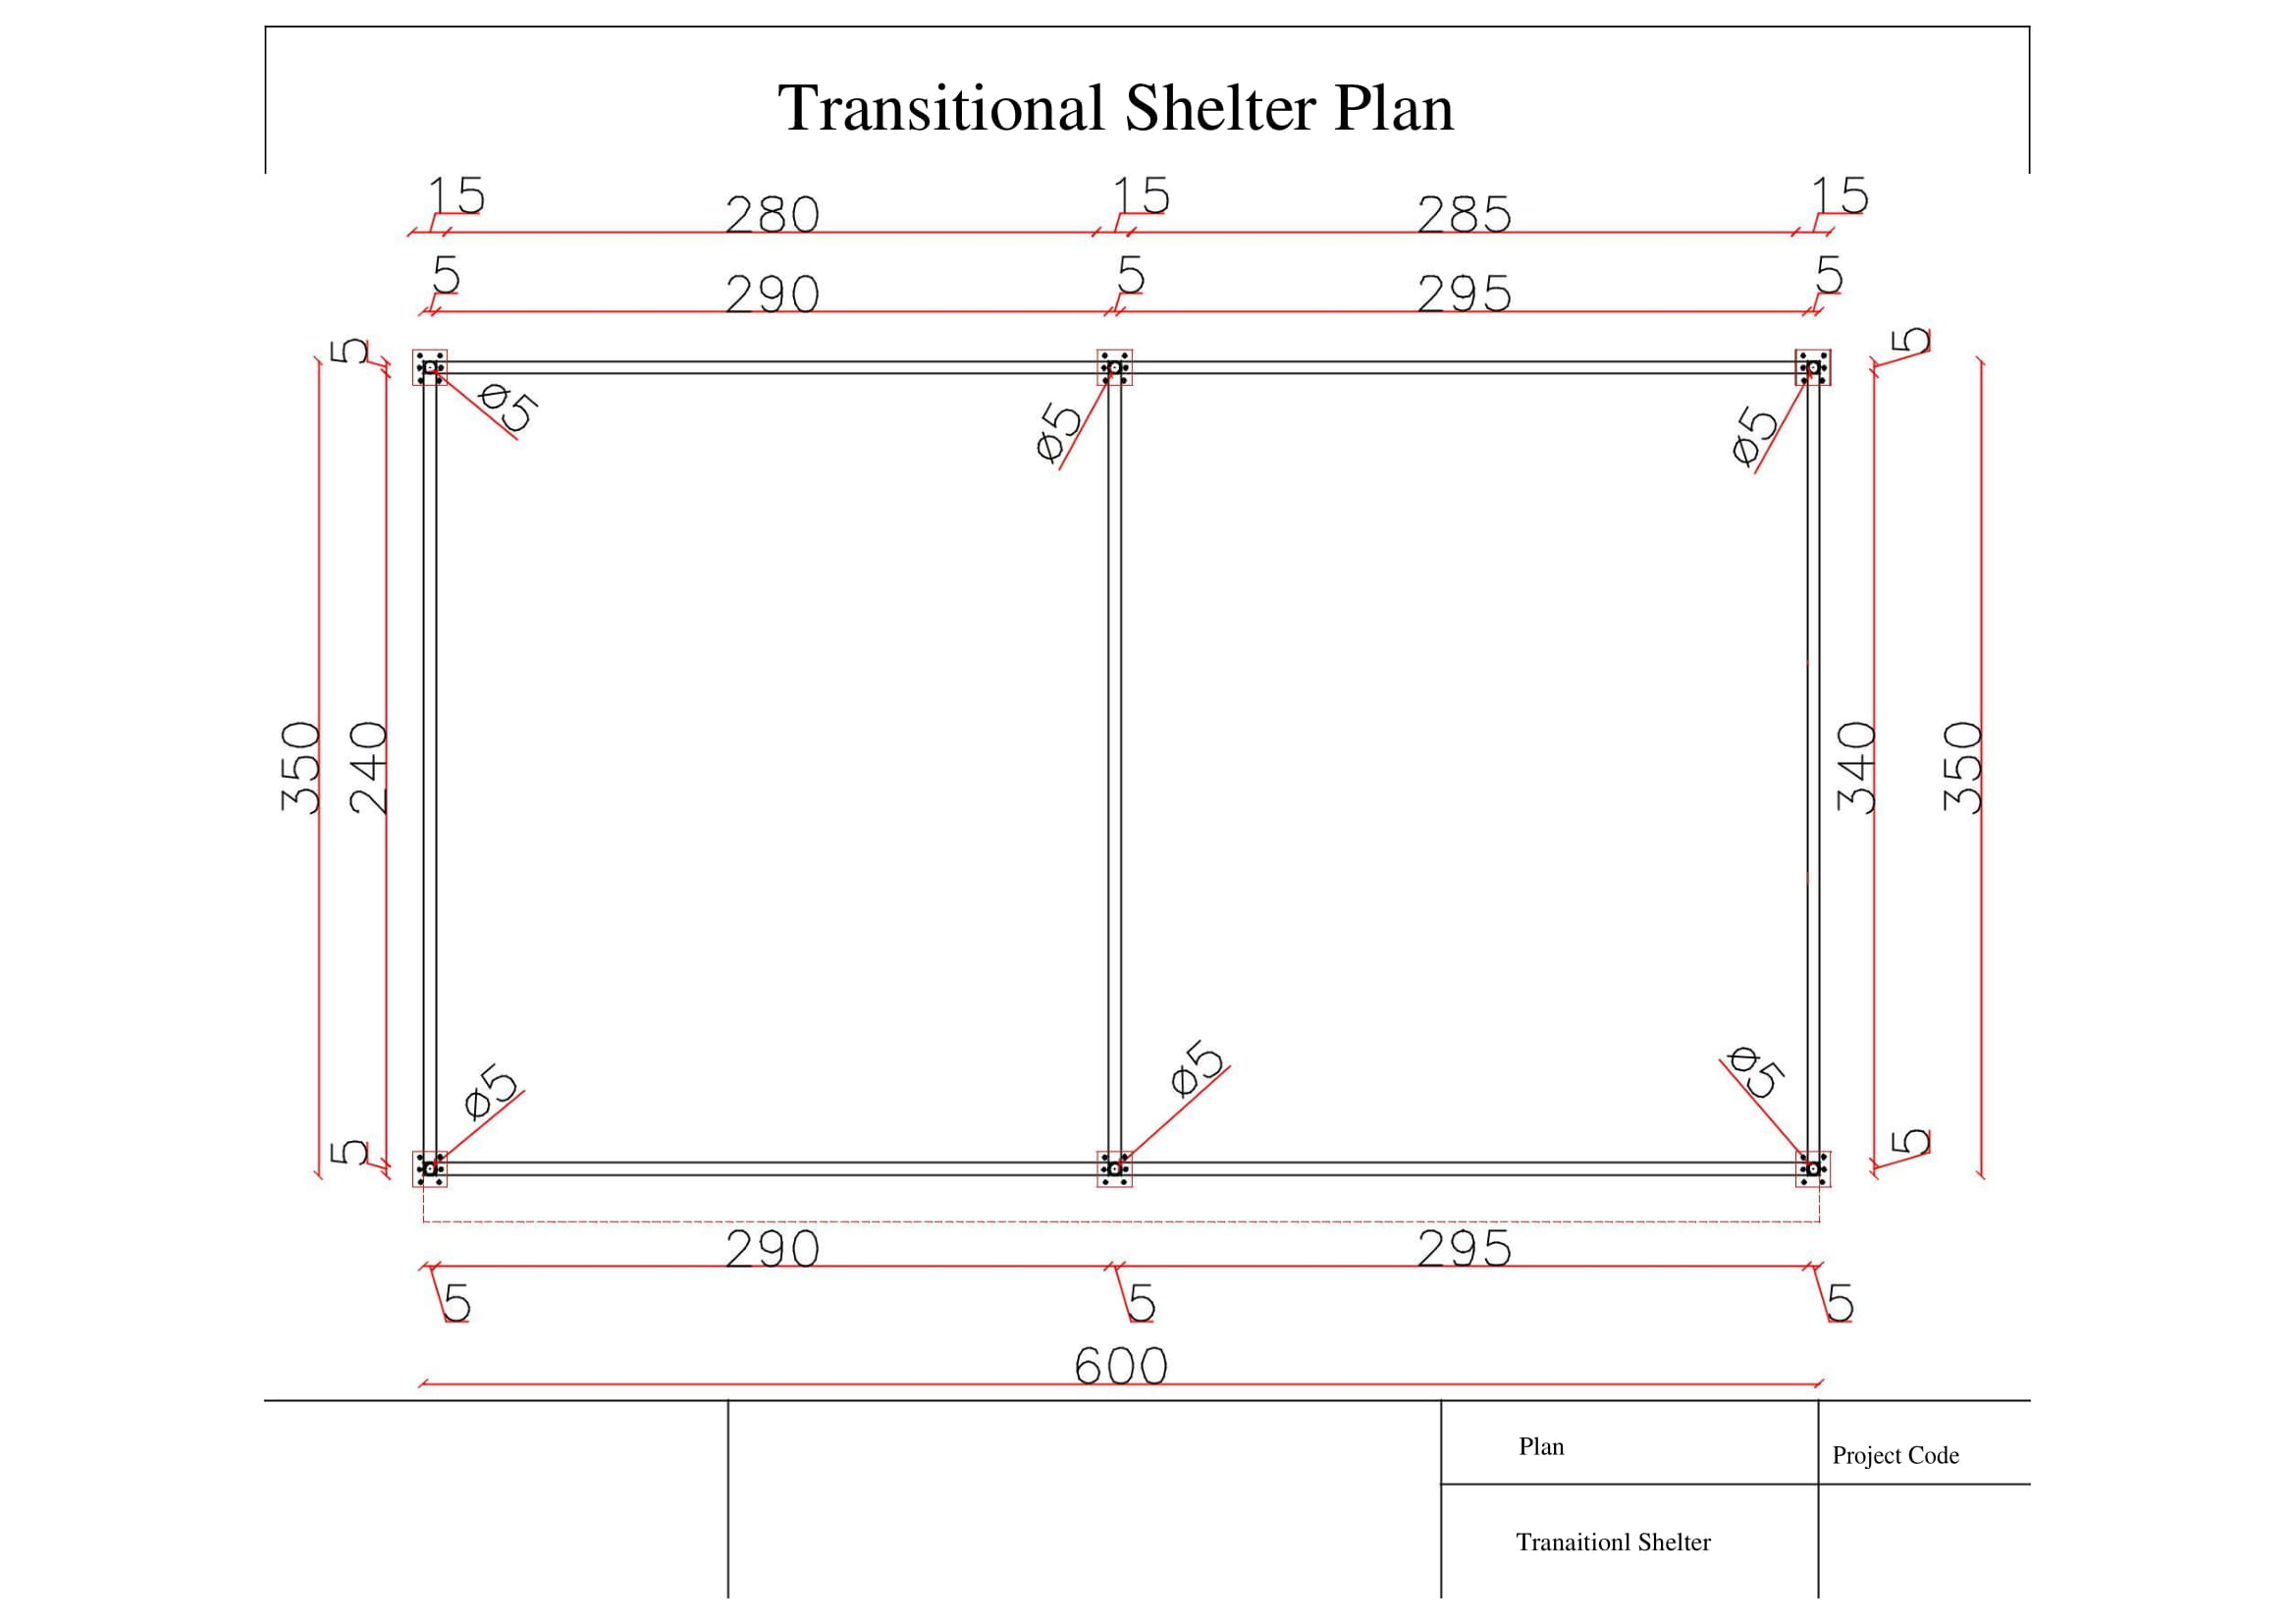 Transitional Shelter Plan
15 280 15 285 15
5 290 5 295 5
5 5
ø5 ø5 ø5
350 240 340 350
ø5 ø5 ø5
5 5
290 295
5 5 5
600
Plan
Project Code
Tranaitionl Shelter